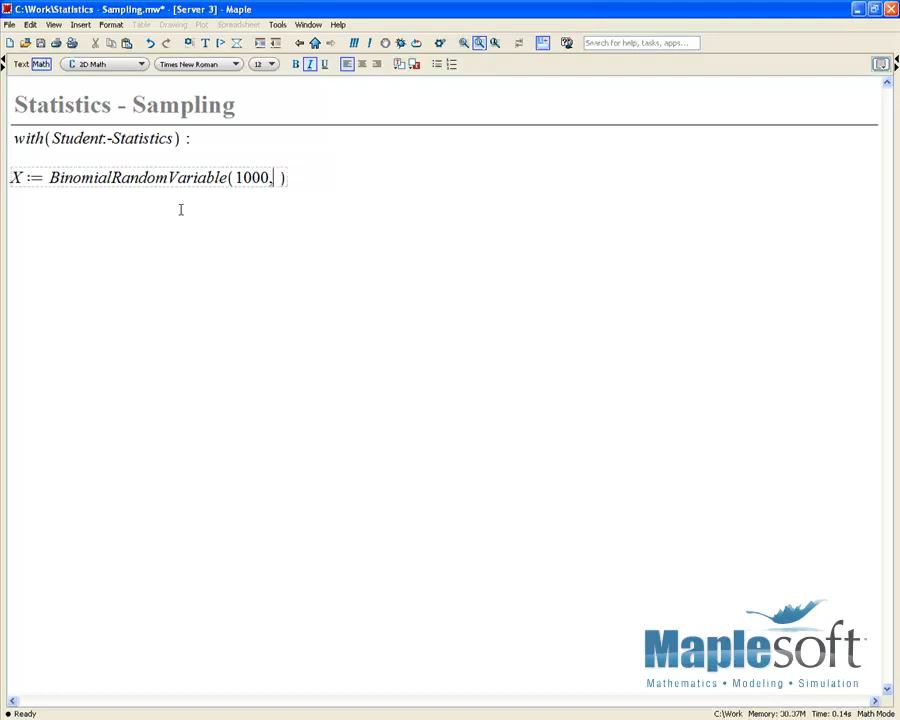 C:\Work\Statistics - Sampling.mw* - [Server 3] - Maple
File Edit View Insert Format Table Drawing Plot Spreadsheet Tools Window Help
Search for help, tasks, apps...
Text Math C 2D Math Times New Roman 12 B I U
Statistics - Sampling
with(Student:-Statistics) :
X := BinomialRandomVariable(1000, )
Maplesoft
Mathematics • Modeling • Simulation
Ready C:\Work Memory: 30.37M Time: 0.14s Math Mode